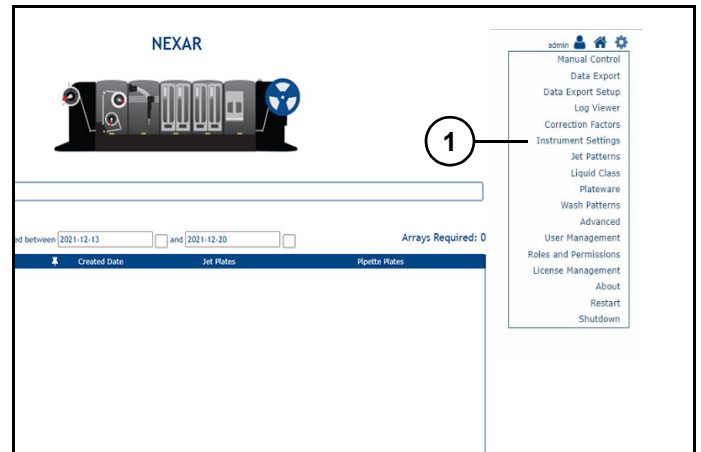 NEXAR
admin
Manual Control
Data Export
Data Export Setup
Log Viewer
Correction Factors
1
Instrument Settings
Jet Patterns
Liquid Class
Plateware
Wash Patterns
Advanced
User Management
Roles and Permissions
License Management
About
Restart
Shutdown
ed between 2021-12-13 and 2021-12-20 Arrays Required: 0
Created Date Jet Plates Pipette Plates